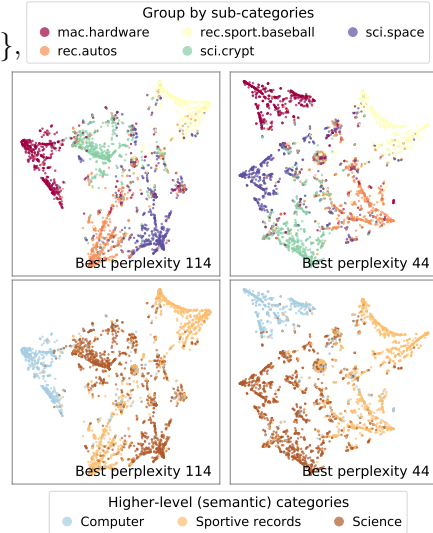 Group by sub-categories
mac.hardware rec.sport.baseball sci.space
},
rec.autos sci.crypt
Best perplexity 114 Best perplexity 44
Best perplexity 114 Best perplexity 44
Higher-level (semantic) categories
Computer Sportive records Science